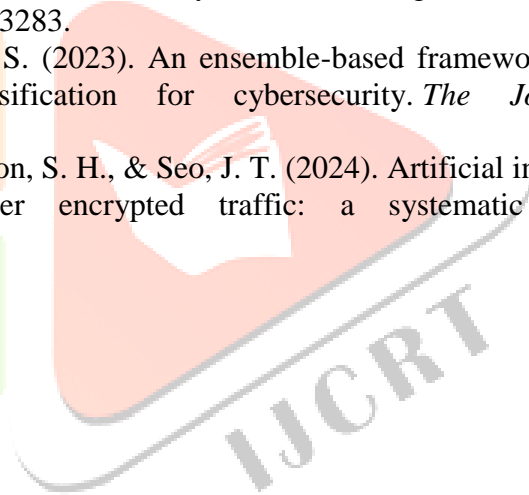 3283.
S. (2023). An ensemble-based framewo
sification for cybersecurity. The Jo
on, S. H., & Seo, J. T. (2024). Artificial in
er encrypted traffic: a systematic
IJCRT